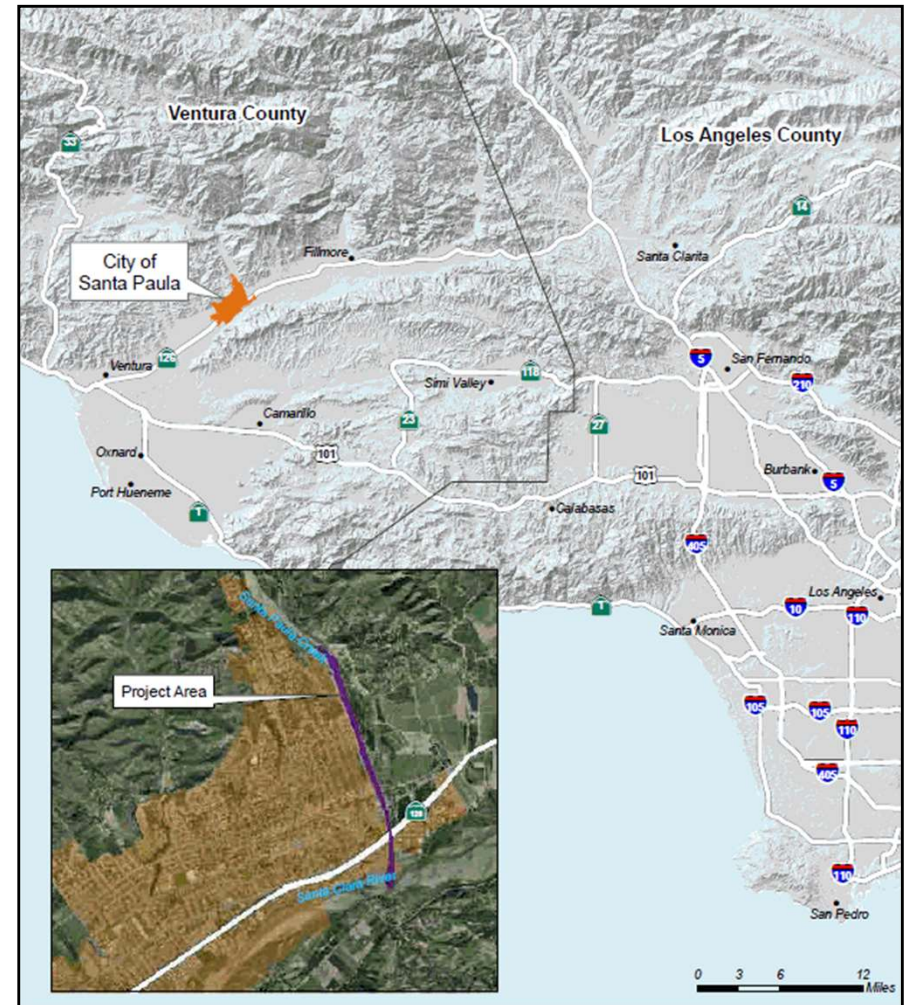 Ventura County
Los Angeles County
33
14
City of
Santa Paula
Fillmore
Santa Clarita
126
Ventura
Simi Valley
118
5
San Fernando
210
Camarillo
23
27
Oxnard
101
101
Burbank
5
Port Hueneme
1
Calabasas
405
Los Angeles
1
10
110
Santa Monica
Santa Paula Creek
Project Area
105
105
110
126
405
Santa Clara River
110
San Pedro
0 3 6 12
Miles